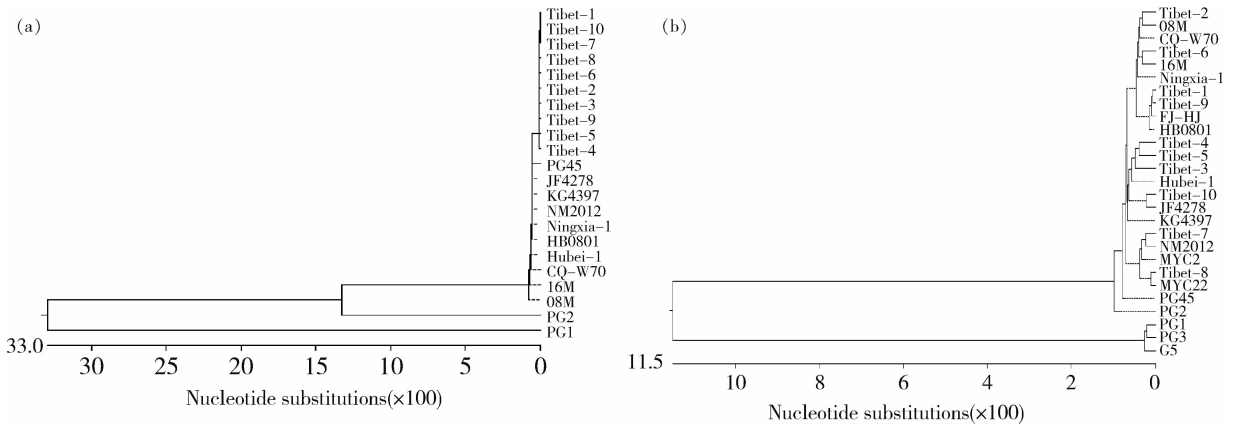 (a)
Tibet-1
Tibet-10
Tibet-7
Tibet-8
Tibet-6
Tibet-2
Tibet-3
Tibet-9
Tibet-5
Tibet-4
PG45
JF4278
KG4397
NM2012
Ningxia-1
HB0801
Hubei-1
CQ-W70
16M
08M
PG2
PG1
33.0
30 25 20 15 10 5 0
Nucleotide substitutions(×100)
(b)
Tibet-2
08M
CQ-W70
Tibet-6
16M
Ningxia-1
Tibet-1
Tibet-9
FJ-HJ
HB0801
Tibet-4
Tibet-5
Tibet-3
Hubei-1
Tibet-10
JF4278
KG4397
Tibet-7
NM2012
MYC2
Tibet-8
MYC22
PG45
PG2
PG1
PG3
G5
11.5
10 8 6 4 2 0
Nucleotide substitutions(×100)